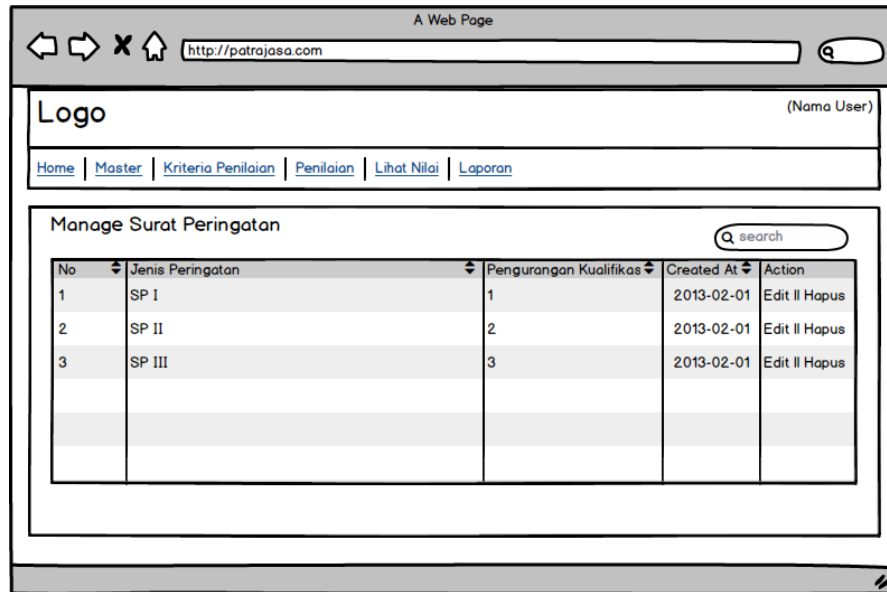 A Web Page
http://patrajasa.com
Logo
(Nama User)
Home Master Kriteria Penilaian Penilaian Lihat Nilai Laporan
Manage Surat Peringatan
search
No Jenis Peringatan Pengurangan Kualifikas Created At Action
1 SP I 1 2013-02-01 Edit II Hapus
2 SP II 2 2013-02-01 Edit II Hapus
3 SP III 3 2013-02-01 Edit II Hapus